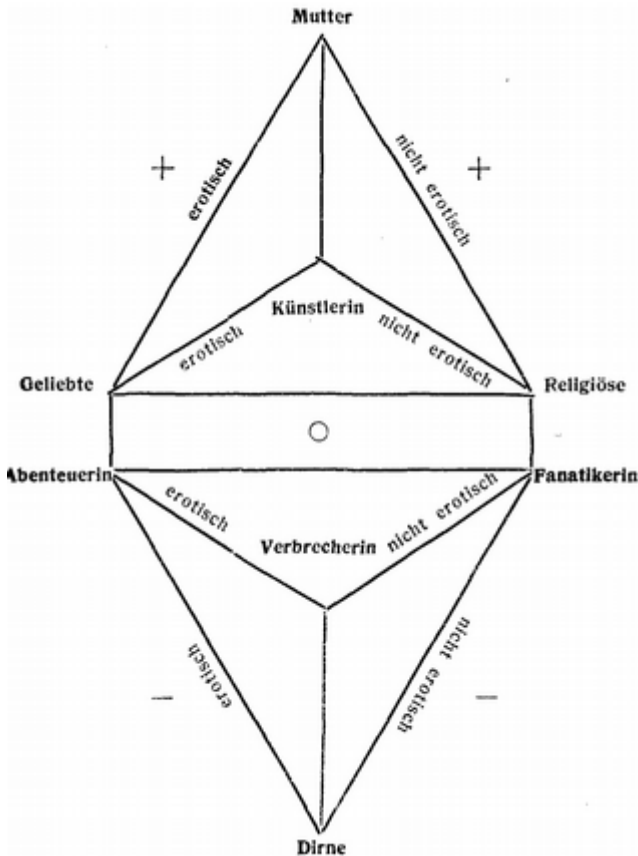 Mutter
+ erotisch nicht erotisch +
Künstlerin
erotisch nicht erotisch
Geliebte Religiöse
Abenteuerin Fanatikerin
erotisch nicht erotisch
Verbrecherin
− erotisch nicht erotisch −
Dirne